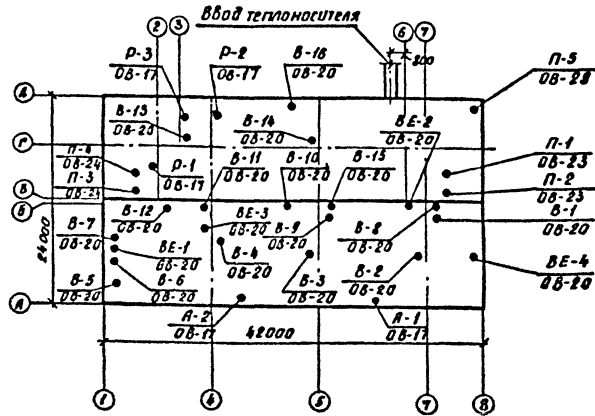 Ввод теплоносителя
2
3
6
7
200
Р-3
ОВ-17
Р-2
ОВ-17
В-16
ОВ-20
П-5
ОВ-28
Д
В-13
ОВ-20
В-14
ОВ-20
ВЕ-2
ОВ-20
Г
П-4
ОВ-24
Р-1
ОВ-17
В-11
ОВ-20
В-10
ОВ-20
В-15
ОВ-20
П-1
ОВ-23
П-3
ОВ-24
П-2
ОВ-23
В
Б
В-12
ОВ-20
ВЕ-3
ОВ-20
В-9
ОВ-20
В-8
ОВ-20
В-1
ОВ-20
В-7
ОВ-20
ВЕ-1
ОВ-20
В-4
ОВ-20
В-2
ОВ-20
ВЕ-4
ОВ-20
24000
В-5
ОВ-20
В-6
ОВ-20
В-3
ОВ-20
А
А-2
ОВ-17
А-1
ОВ-17
42000
1
4
5
7
8